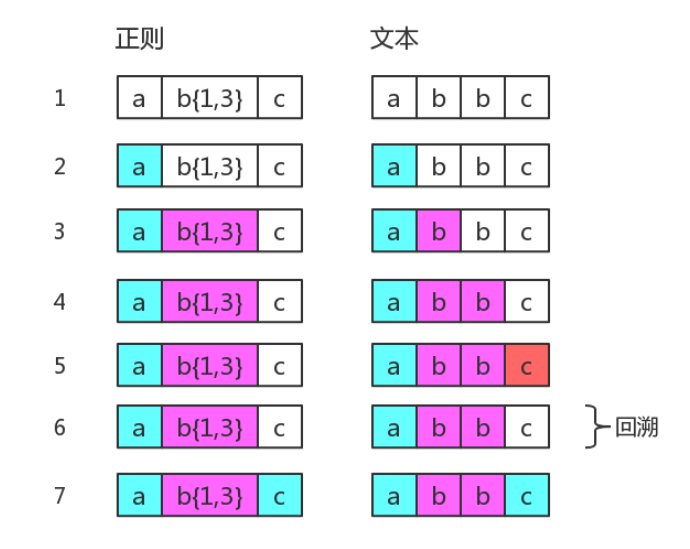 正则 文本
1 a b{1,3} c a b b c
2 a b{1,3} c a b b c
3 a b{1,3} c a b b c
4 a b{1,3} c a b b c
5 a b{1,3} c a b b c
6 a b{1,3} c a b b c 回溯
7 a b{1,3} c a b b c